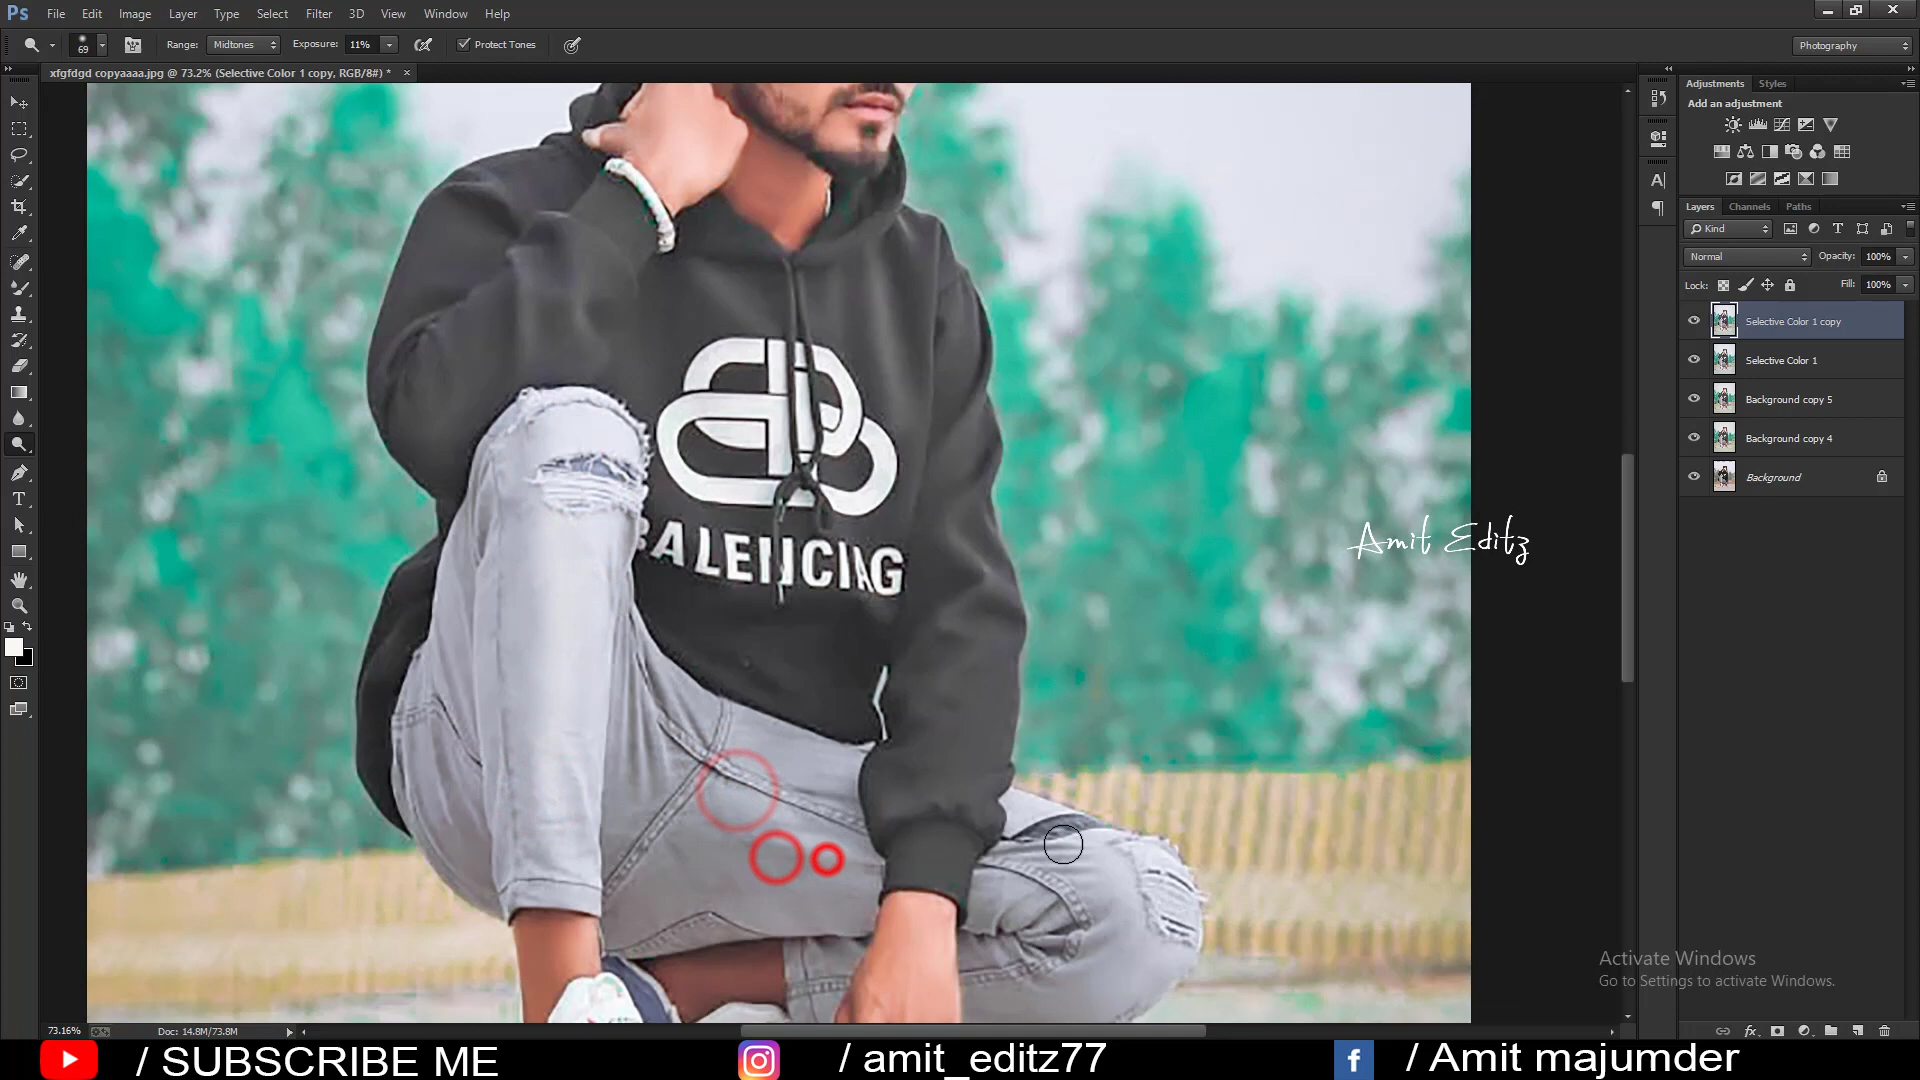 Ps File Edit Image Layer Type Select Filter 3D View Window Help
69 Range: Midtones Exposure: 11% Protect Tones Photography
xfgfdgd copyaaaa.jpg @ 73.2% (Selective Color 1 copy, RGB/8#) * ×
Adjustments Styles
Add an adjustment
Layers Channels Paths
Kind
Normal Opacity: 100%
Lock: Fill: 100%
Selective Color 1 copy
Selective Color 1
Background copy 5
Background copy 4
Background
BALENCIAG
Amit Editz
Activate Windows
Go to Settings to activate Windows.
73.16% Doc: 14.8M/73.8M
/ SUBSCRIBE ME / amit_editz77 / Amit majumder